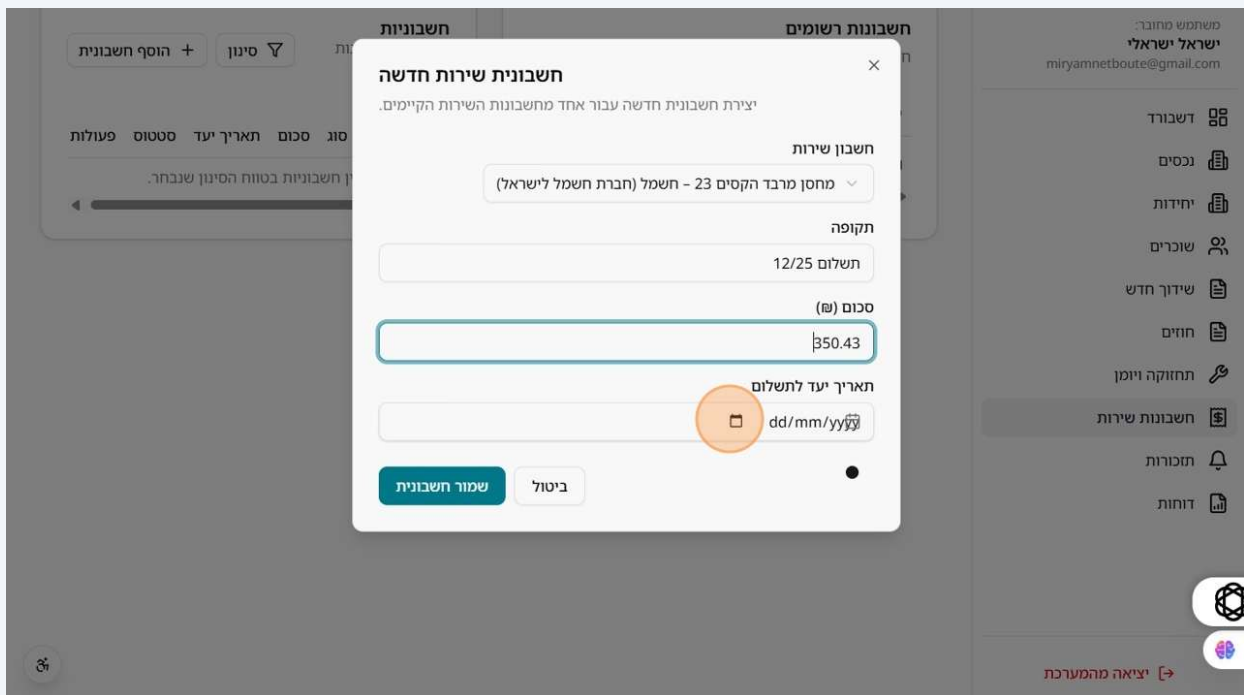 משתמש מחובר:
ישראל ישראלי
miryamnetboute@gmail.com
דשבורד
נכסים
יחידות
שוכרים
שידוך חדש
חוזים
תחזוקה ויומן
חשבונות שירות
תזכורות
דוחות
יציאה מהמערכת
חשבונות רשומים
חשבוניות
סינון
הוסף חשבונית
סוג סכום תאריך יעד סטטוס פעולות
חשבוניות בטווח הסינון שנבחר.
חשבונית שירות חדשה
יצירת חשבונית חדשה עבור אחד מחשבונות השירות הקיימים.
חשבון שירות
מחסן מרבד הקסים 23 – חשמל (חברת חשמל לישראל)
תקופה
תשלום 12/25
סכום (₪)
350.43
תאריך יעד לתשלום
dd/mm/yyyy
ביטול
שמור חשבונית